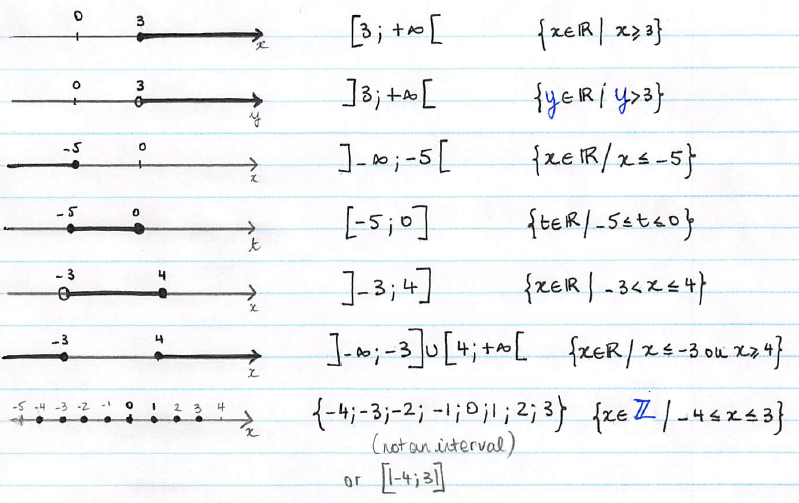 0 3 x [3; +∞[ {x∈ℝ | x⩾3}
0 3 y ]3; +∞[ {y∈ℝ / y>3}
-5 0 x ]-∞; -5[ {x∈ℝ / x≤-5}
-5 0 t [-5; 0] {t∈ℝ / -5≤t≤0}
-3 4 x ]-3; 4] {x∈ℝ | -3<x≤4}
-3 4 x ]-∞; -3]∪[4; +∞[ {x∈ℝ / x≤-3 ou x⩾4}
-5 -4 -3 -2 -1 0 1 2 3 4 x {-4; -3; -2; -1; 0; 1; 2; 3} {x∈ℤ / -4≤x≤3}
(not an interval)
or [|-4; 3|]